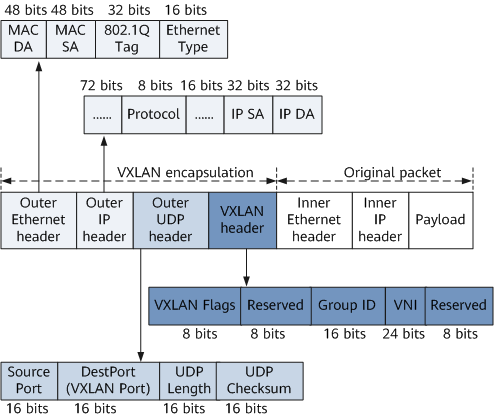 48 bits 48 bits 32 bits 16 bits
MAC DA
MAC SA
802.1Q Tag
Ethernet Type
72 bits 8 bits 16 bits 32 bits 32 bits
...... Protocol ...... IP SA IP DA
VXLAN encapsulation Original packet
Outer Ethernet header
Outer IP header
Outer UDP header
VXLAN header
Inner Ethernet header
Inner IP header
Payload
VXLAN Flags Reserved Group ID VNI Reserved
8 bits 8 bits 16 bits 24 bits 8 bits
Source Port
DestPort (VXLAN Port)
UDP Length
UDP Checksum
16 bits 16 bits 16 bits 16 bits